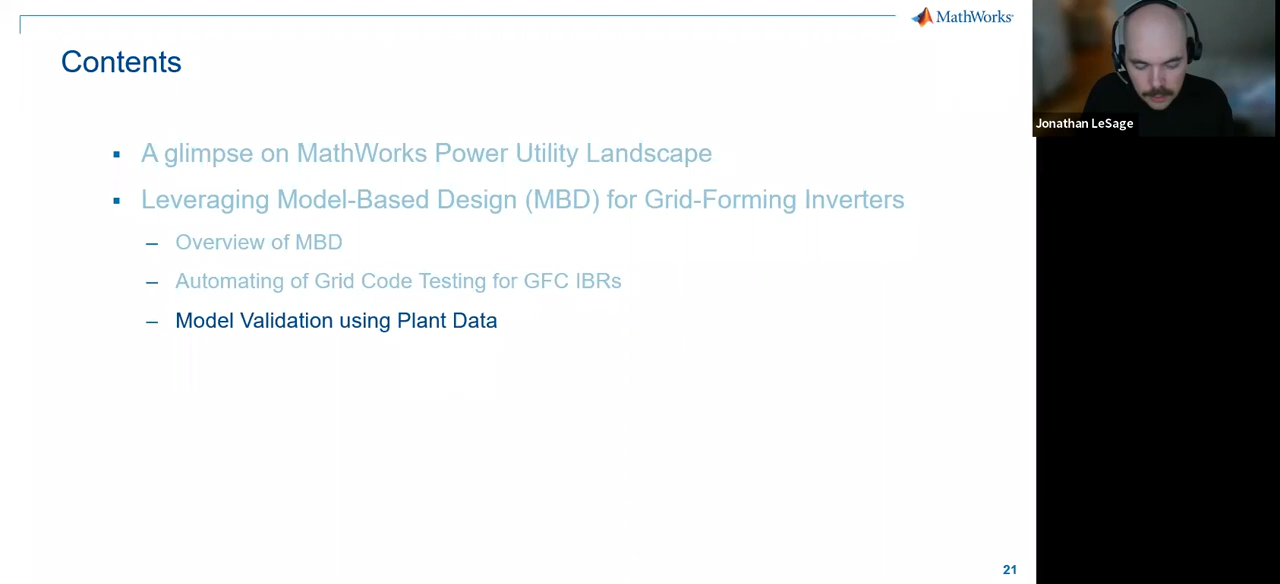 MathWorks
Contents
▪ A glimpse on MathWorks Power Utility Landscape
▪ Leveraging Model-Based Design (MBD) for Grid-Forming Inverters
– Overview of MBD
– Automating of Grid Code Testing for GFC IBRs
– Model Validation using Plant Data
21
Jonathan LeSage